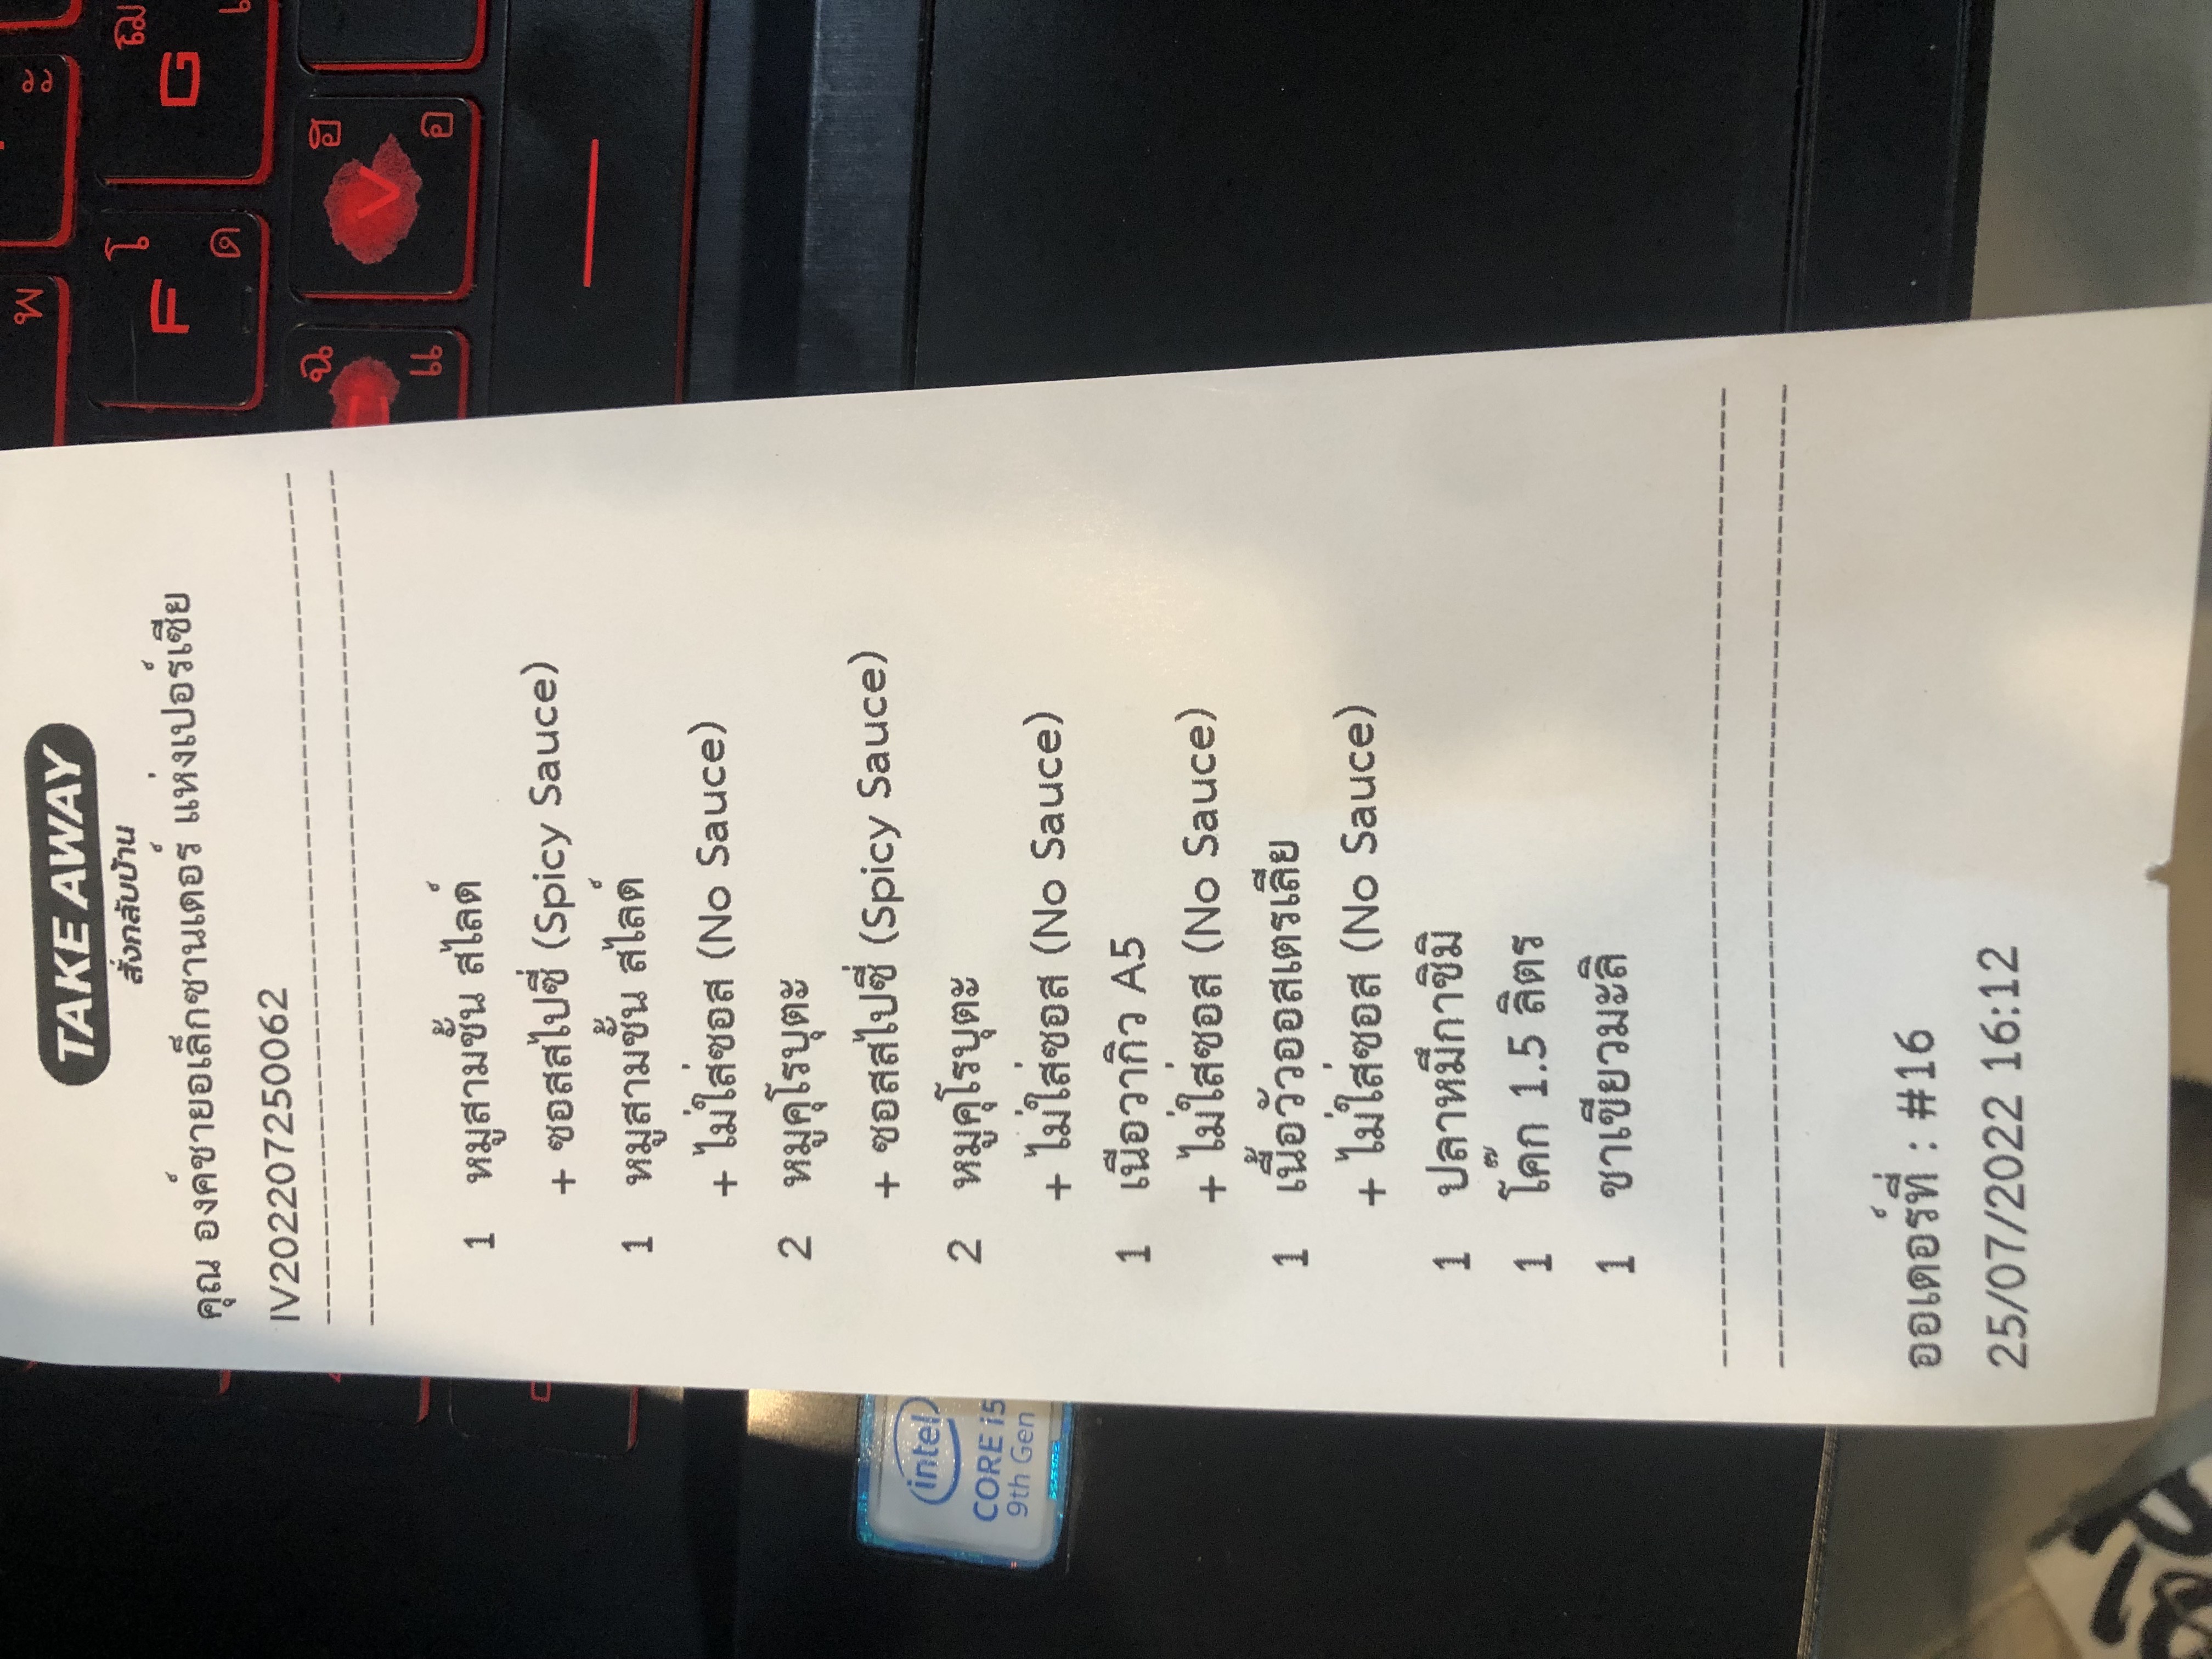 TAKE AWAY
สั่งกลับบ้าน
คุณ องค์ชายอเล็กซานเดอร์ แห่งเปอร์เซีย
IV202207250062
1 หมูสามชั้น สไลด์
+ ซอสสไปซี่ (Spicy Sauce)
1 หมูสามชั้น สไลด์
+ ไม่ใส่ซอส (No Sauce)
2 หมูคุโรบุตะ
+ ซอสสไปซี่ (Spicy Sauce)
2 หมูคุโรบุตะ
+ ไม่ใส่ซอส (No Sauce)
1 เนือวากิว A5
+ ไม่ใส่ซอส (No Sauce)
1 เนื้อวัวออสเตรเลีย
+ ไม่ใส่ซอส (No Sauce)
1 ปลาหมึกาชิมิ
1 โค๊ก 1.5 ลิตร
1 ชาเขียวมะลิ
ออเดอร์ที่ : #16
25/07/2022 16:12
intel
CORE i5
9th Gen
พ
F โ ด
G ฌ
ฉ แ
V ฮ อ